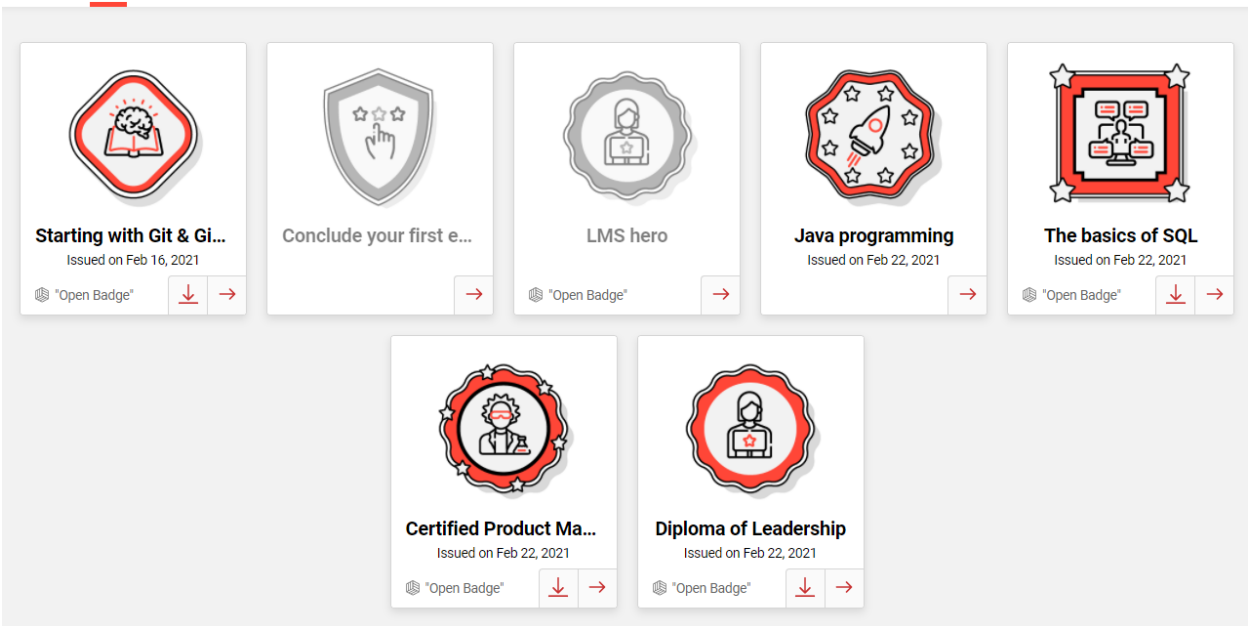 Starting with Git & Gi...
Issued on Feb 16, 2021
"Open Badge"
Conclude your first e...
LMS hero
"Open Badge"
Java programming
Issued on Feb 22, 2021
The basics of SQL
Issued on Feb 22, 2021
"Open Badge"
Certified Product Ma...
Issued on Feb 22, 2021
"Open Badge"
Diploma of Leadership
Issued on Feb 22, 2021
"Open Badge"